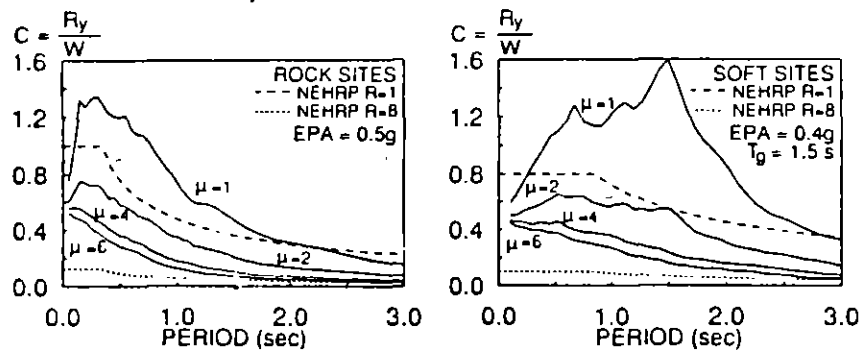 C = Ry/W
1.6
1.2
0.8
0.4
0.0
0.0 1.0 2.0 3.0
PERIOD (sec)
ROCK SITES
NEHRP R=1
NEHRP R=8
EPA = 0.5g
μ=1
μ=2
μ=4
μ=6
C = Ry/W
1.6
1.2
0.8
0.4
0.0
0.0 1.0 2.0 3.0
PERIOD (sec)
SOFT SITES
NEHRP R=1
NEHRP R=8
EPA = 0.4g
Tg = 1.5 s
μ=1
μ=2
μ=4
μ=6